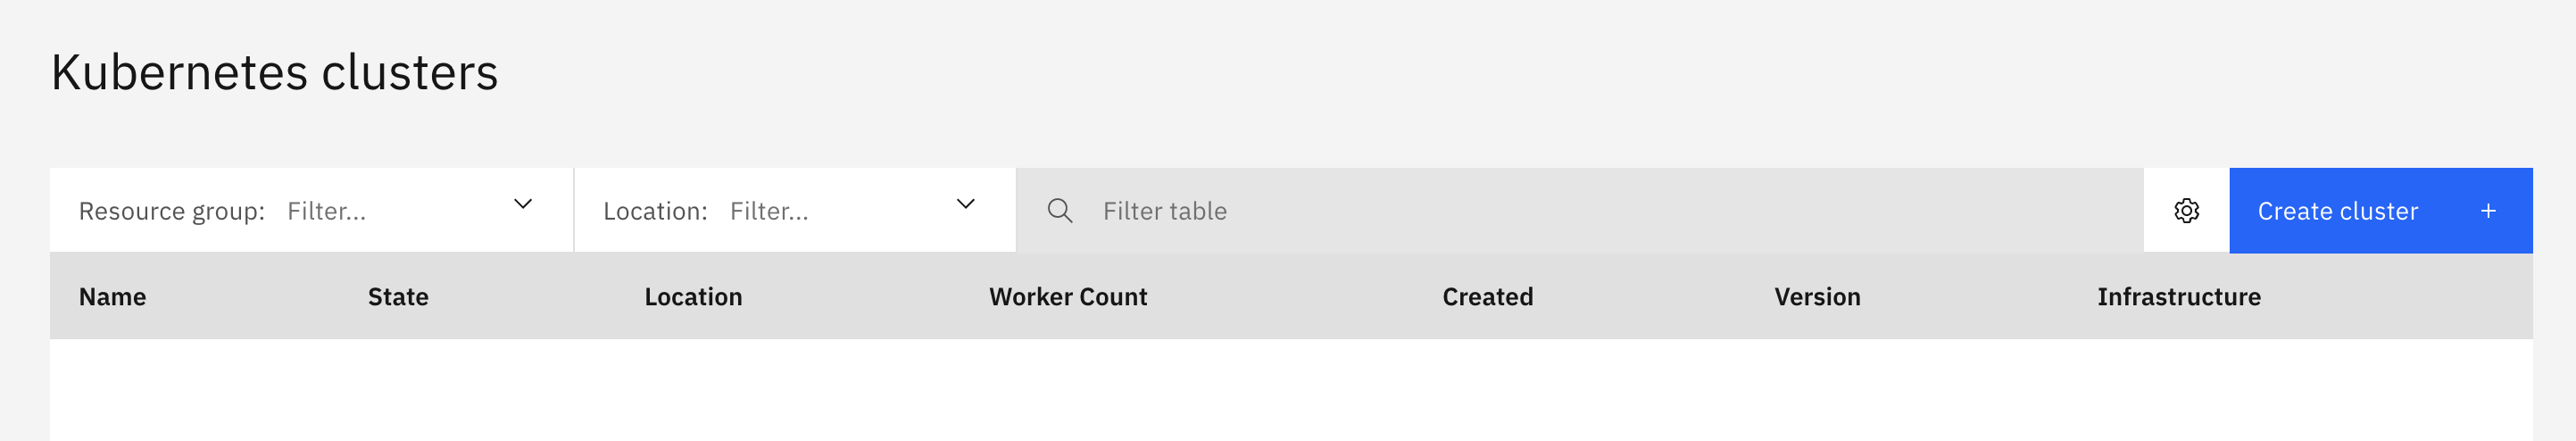 Kubernetes clusters
Resource group: Filter... Location: Filter... Filter table Create cluster +
Name State Location Worker Count Created Version Infrastructure